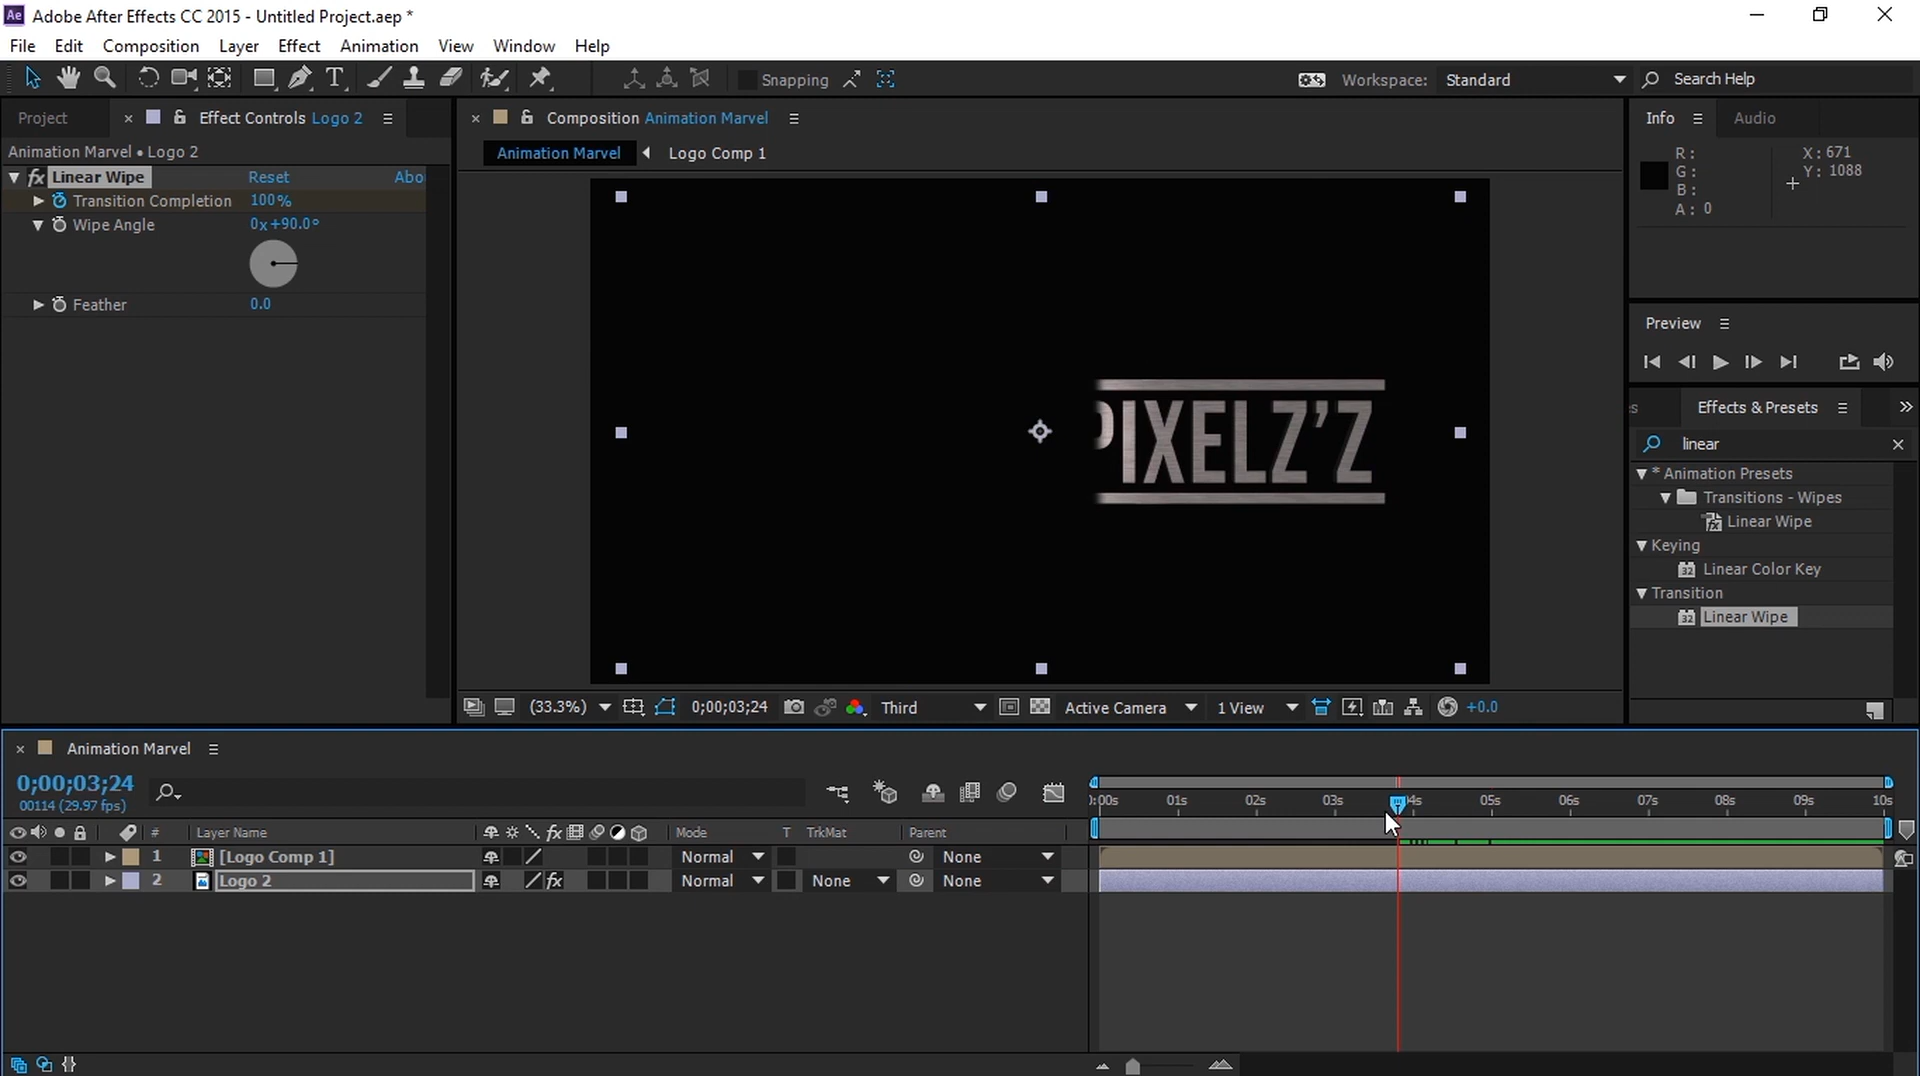 Ae Adobe After Effects CC 2015 - Untitled Project.aep *
File Edit Composition Layer Effect Animation View Window Help
T Snapping Workspace: Standard Search Help
Project × Effect Controls Logo 2
Composition Animation Marvel
Info Audio
Animation Marvel • Logo 2
Animation Marvel Logo Comp 1
R: X: 671
G: Y: 1088
B:
A: 0
fx Linear Wipe Reset Abo
Transition Completion 100%
Wipe Angle 0x+90.0°
Feather 0.0
PIXELZ'Z
Preview
Effects & Presets
linear
* Animation Presets
Transitions - Wipes
Linear Wipe
Keying
32 Linear Color Key
Transition
32 Linear Wipe
(33.3%) 0;00;03;24 Third Active Camera 1 View +0.0
Animation Marvel
0;00;03;24
00114 (29.97 fps)
:00s 01s 02s 03s 04s 05s 06s 07s 08s 09s 10s
# Layer Name fx Mode T TrkMat Parent
1 [Logo Comp 1] Normal None
2 Logo 2 fx Normal None None